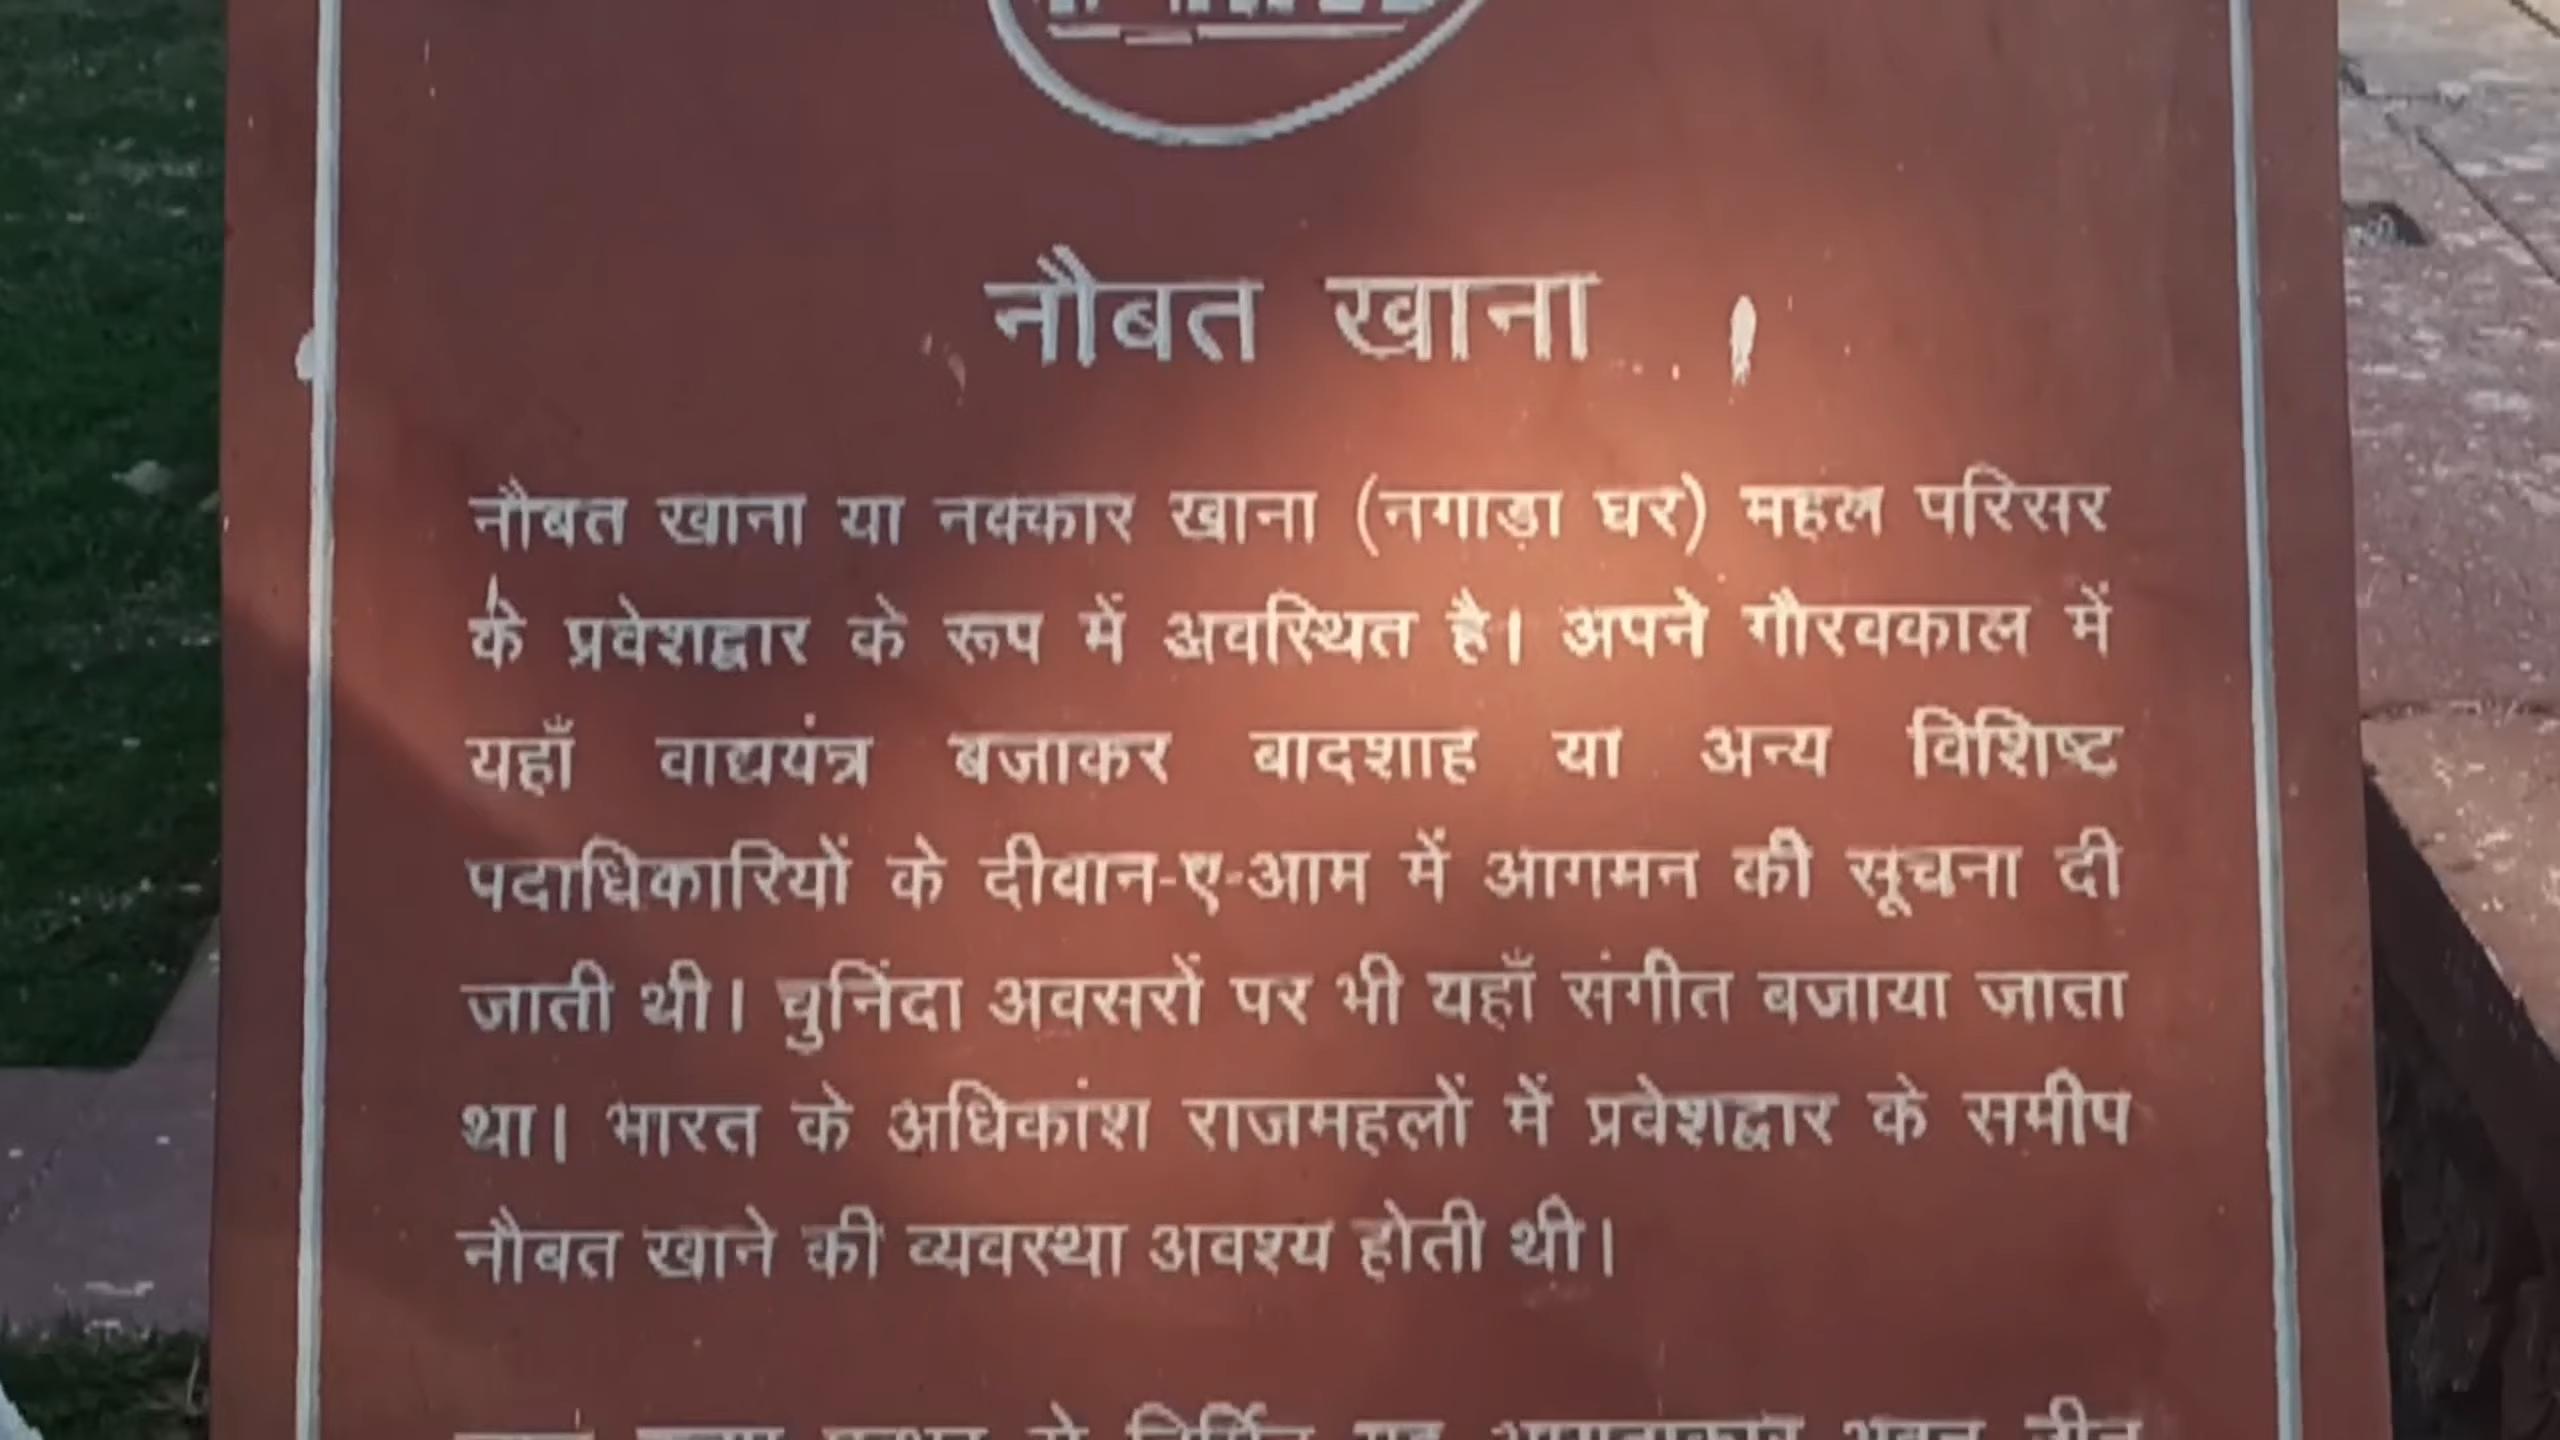 नौबत खाना
नौबत खाना या नक्कार खाना (नगाड़ा घर) महल परिसर
के प्रवेशद्वार के रूप में अवस्थित है। अपने गौरवकाल में
यहाँ वाद्ययंत्र बजाकर बादशाह या अन्य विशिष्ट
पदाधिकारियों के दीवान-ए-आम में आगमन की सूचना दी
जाती थी। चुनिंदा अवसरों पर भी यहाँ संगीत बजाया जाता
था। भारत के अधिकांश राजमहलों में प्रवेशद्वार के समीप
नौबत खाने की व्यवस्था अवश्य होती थी।